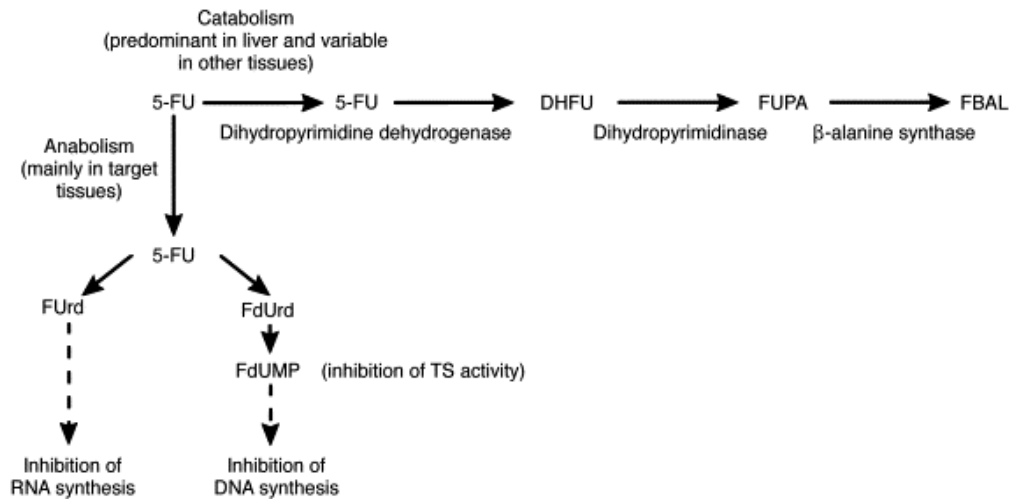 Catabolism
(predominant in liver and variable
in other tissues)
5-FU 5-FU DHFU FUPA FBAL
Dihydropyrimidine dehydrogenase Dihydropyrimidinase β-alanine synthase
Anabolism
(mainly in target
tissues)
5-FU
FUrd FdUrd
FdUMP (inhibition of TS activity)
Inhibition of
RNA synthesis
Inhibition of
DNA synthesis